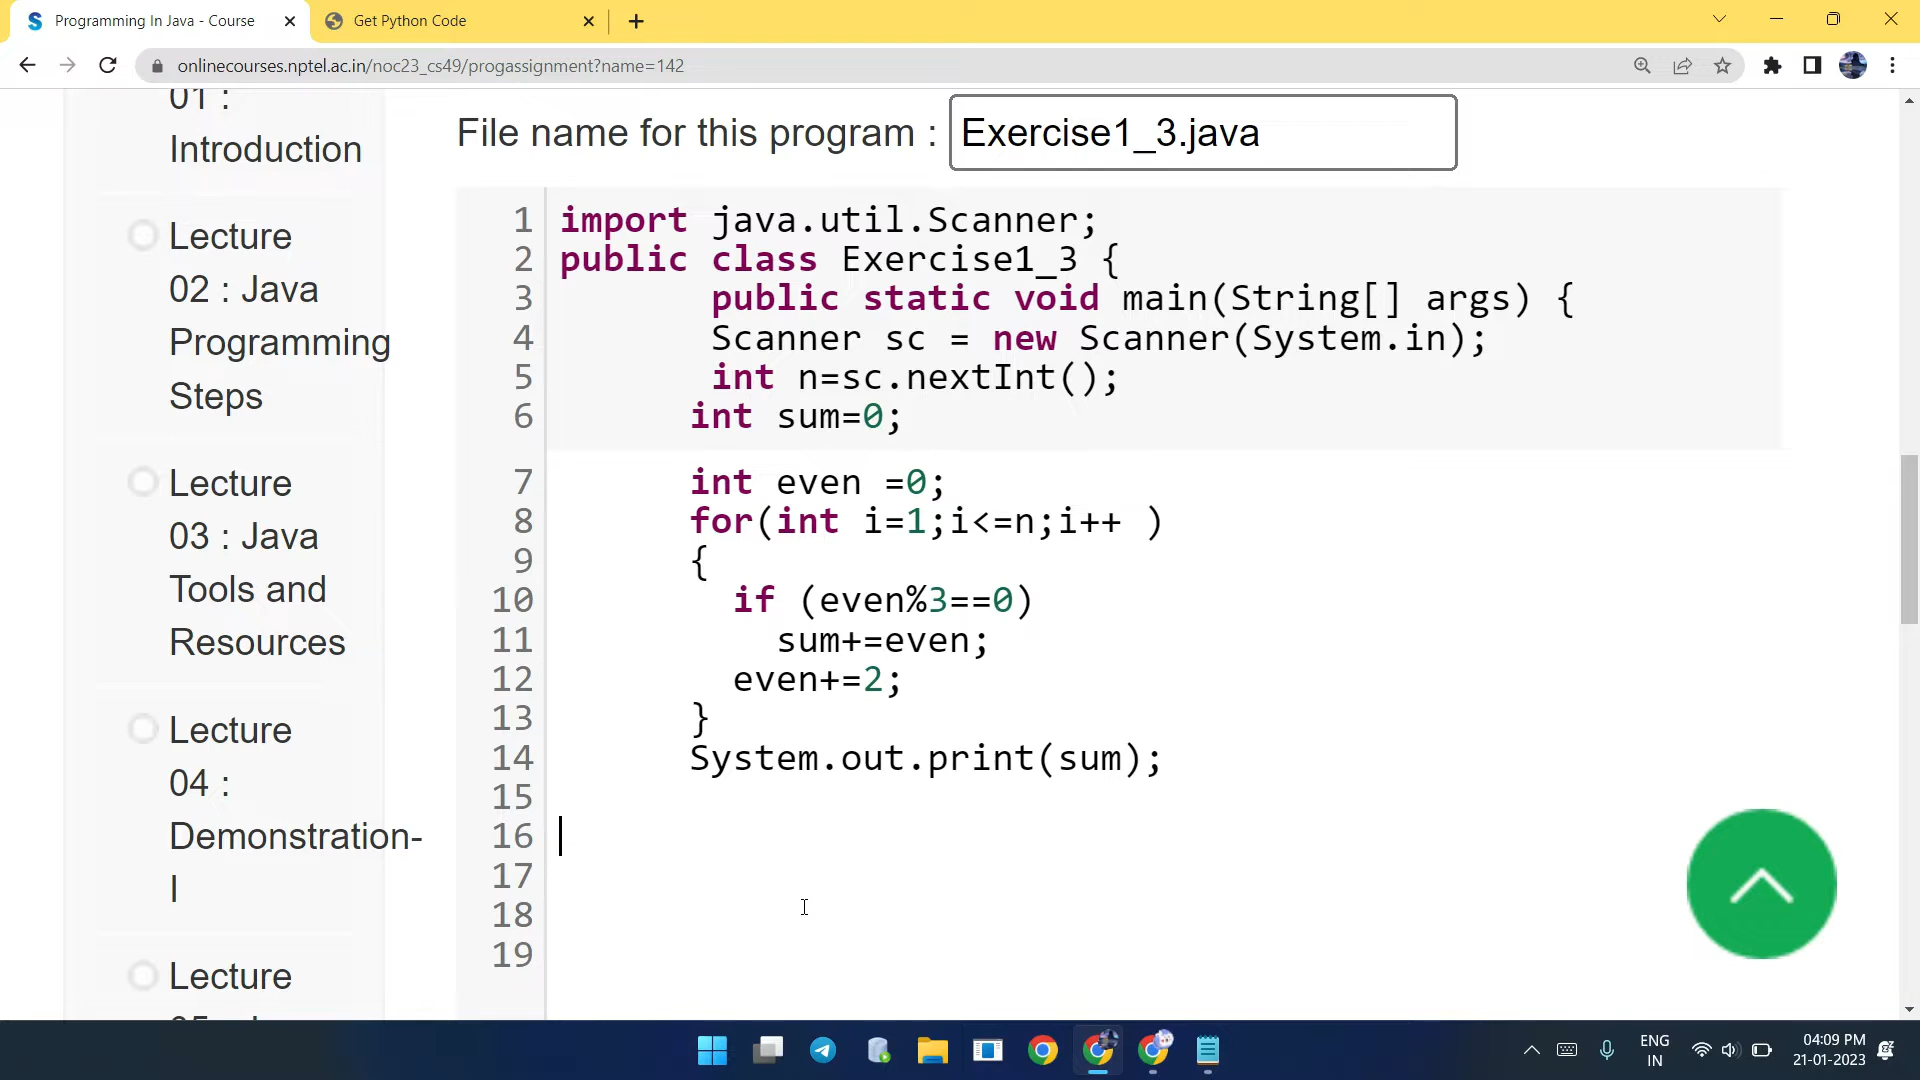 Programming In Java - Course
Get Python Code
onlinecourses.nptel.ac.in/noc23_cs49/progassignment?name=142
01 :
Introduction
Lecture
02 : Java
Programming
Steps
Lecture
03 : Java
Tools and
Resources
Lecture
04 :
Demonstration-
I
Lecture
File name for this program : Exercise1_3.java
1 import java.util.Scanner;
2 public class Exercise1_3 {
3 public static void main(String[] args) {
4 Scanner sc = new Scanner(System.in);
5 int n=sc.nextInt();
6 int sum=0;
7 int even =0;
8 for(int i=1;i<=n;i++ )
9 {
10 if (even%3==0)
11 sum+=even;
12 even+=2;
13 }
14 System.out.print(sum);
15
16
17
18
19
ENG
IN
04:09 PM
21-01-2023